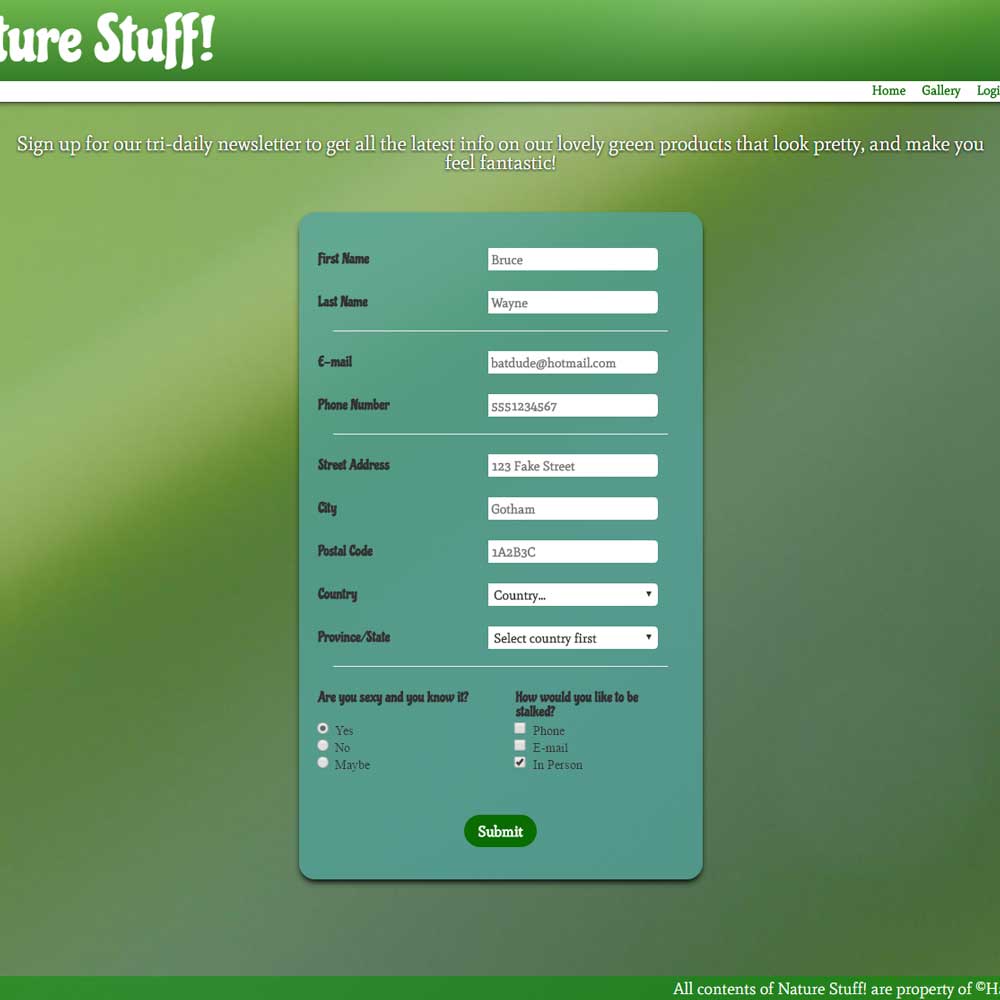 ture Stuff!
Home Gallery Logi
Sign up for our tri-daily newsletter to get all the latest info on our lovely green products that look pretty, and make you
feel fantastic!
First Name Bruce
Last Name Wayne
E-mail batdude@hotmail.com
Phone Number 5551234567
Street Address 123 Fake Street
City Gotham
Postal Code 1A2B3C
Country Country...
Province/State Select country first
Are you sexy and you know it?
Yes
No
Maybe
How would you like to be
stalked?
Phone
E-mail
In Person
Submit
All contents of Nature Stuff! are property of ©Ha